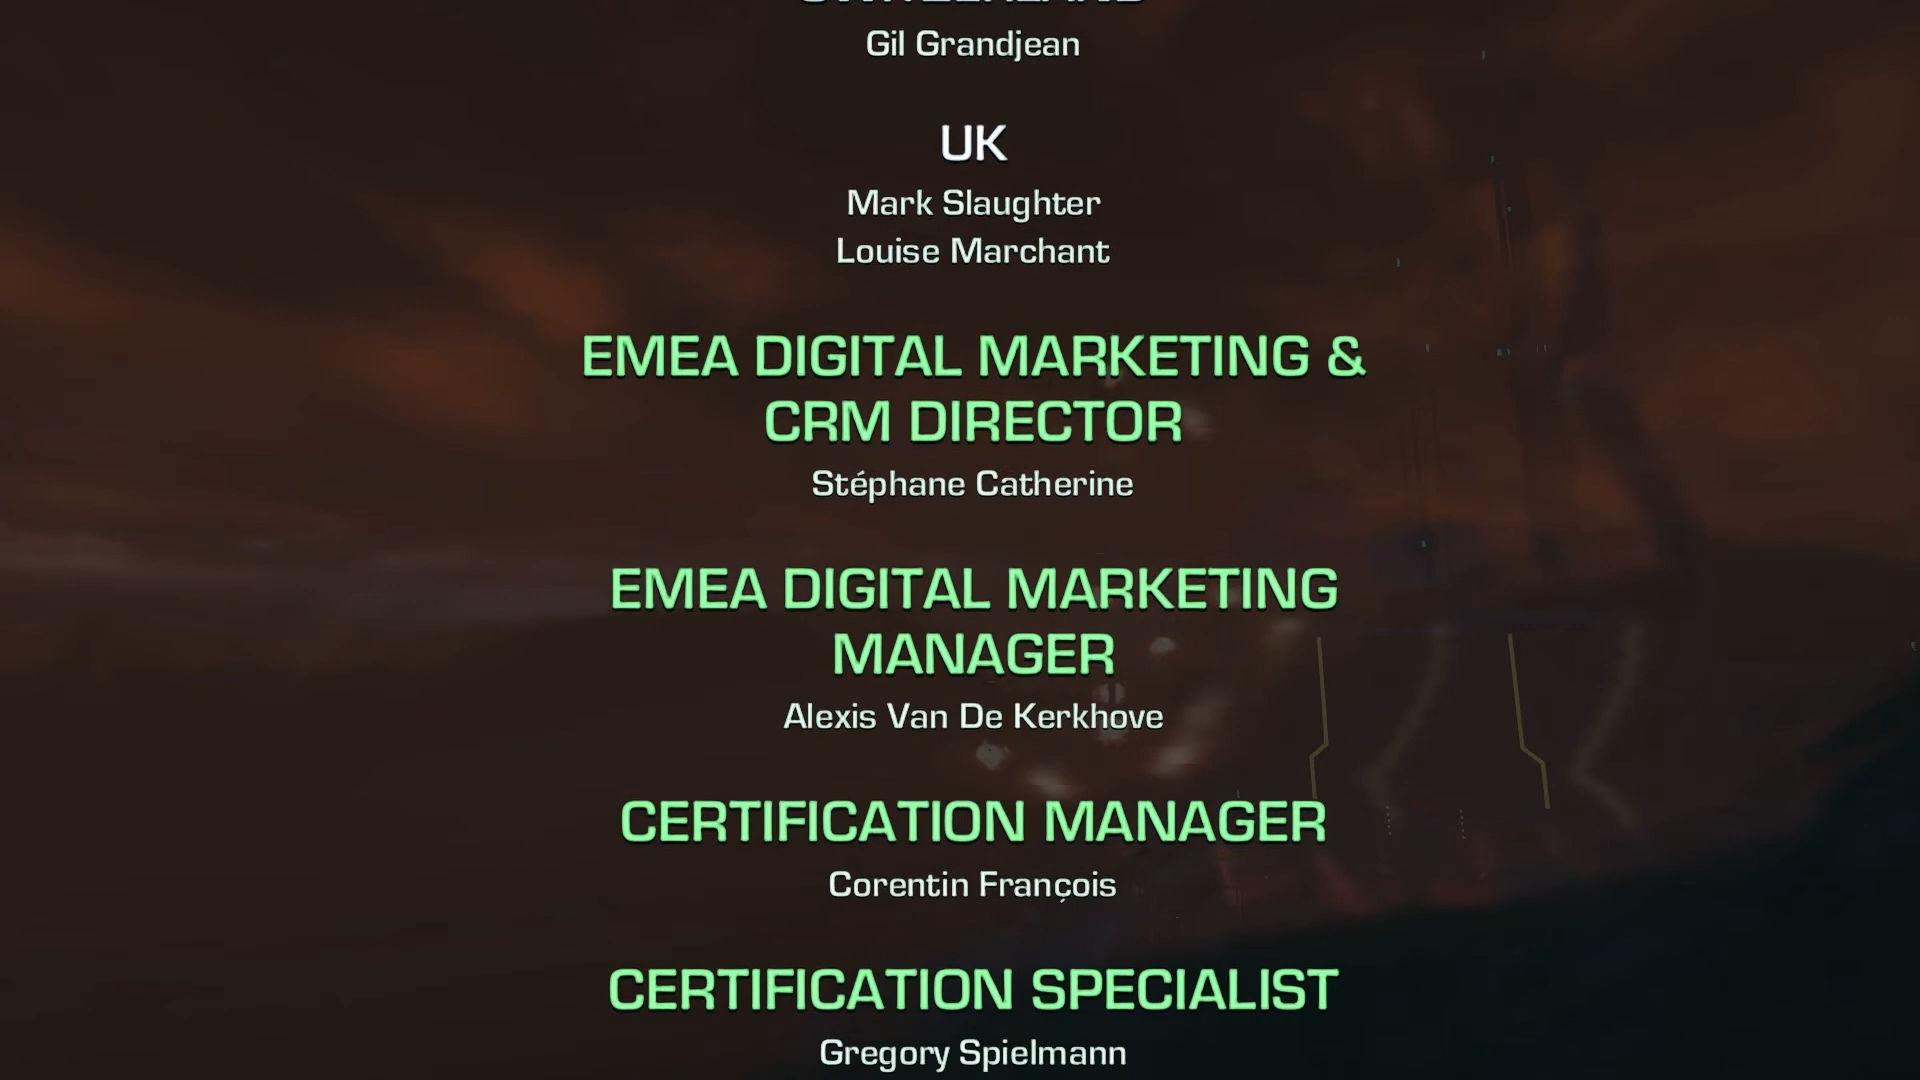 Gil Grandjean
UK
Mark Slaughter
Louise Marchant
EMEA DIGITAL MARKETING &
CRM DIRECTOR
Stéphane Catherine
EMEA DIGITAL MARKETING
MANAGER
Alexis Van De Kerkhove
CERTIFICATION MANAGER
Corentin François
CERTIFICATION SPECIALIST
Gregory Spielmann